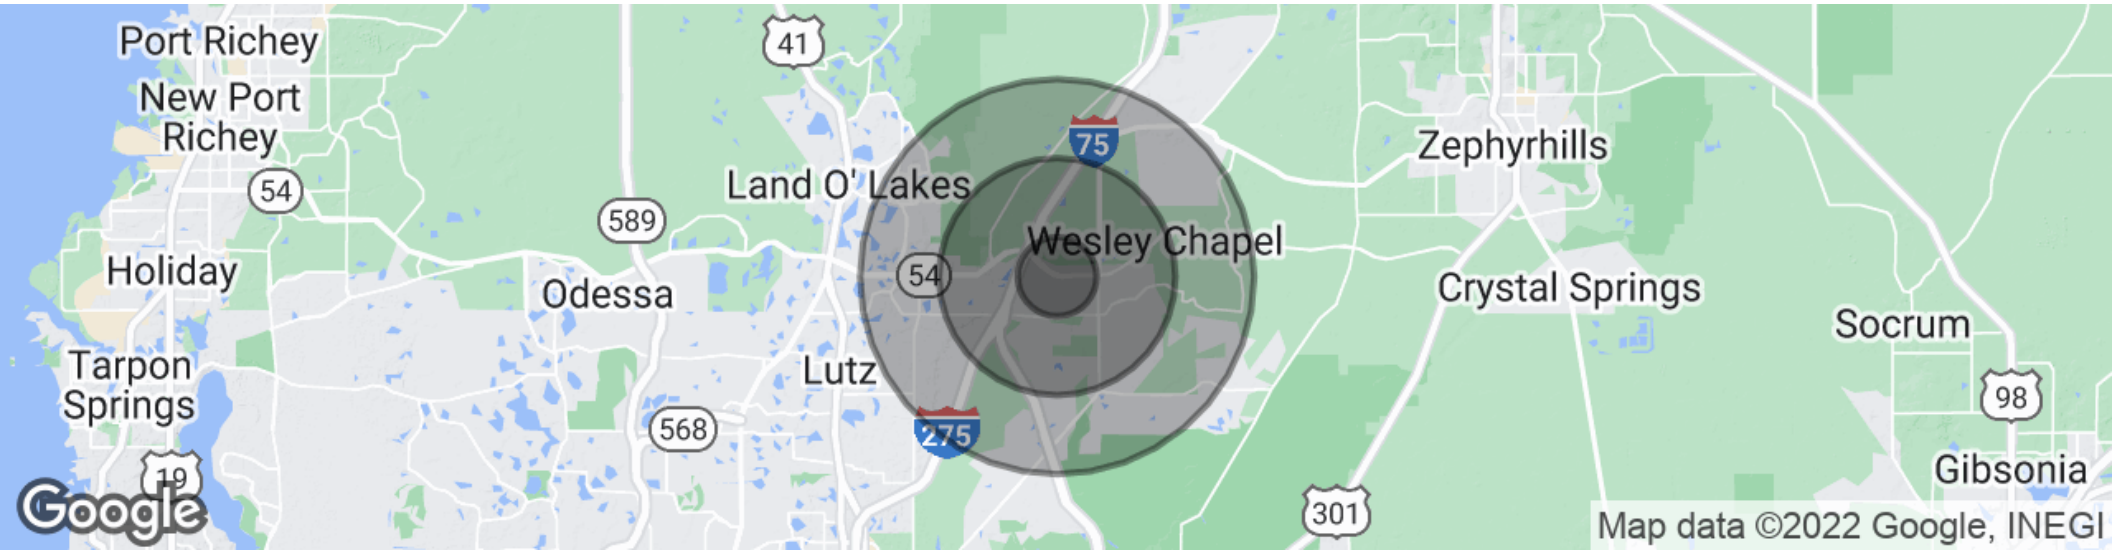 Port Richey
41
New Port
Richey
75
Zephyrhills
54
Land O' Lakes
589
Wesley Chapel
Holiday
54
Odessa
Crystal Springs
Socrum
Tarpon
Springs
Lutz
98
568
275
19
Gibsonia
Google
301
Map data ©2022 Google, INEGI